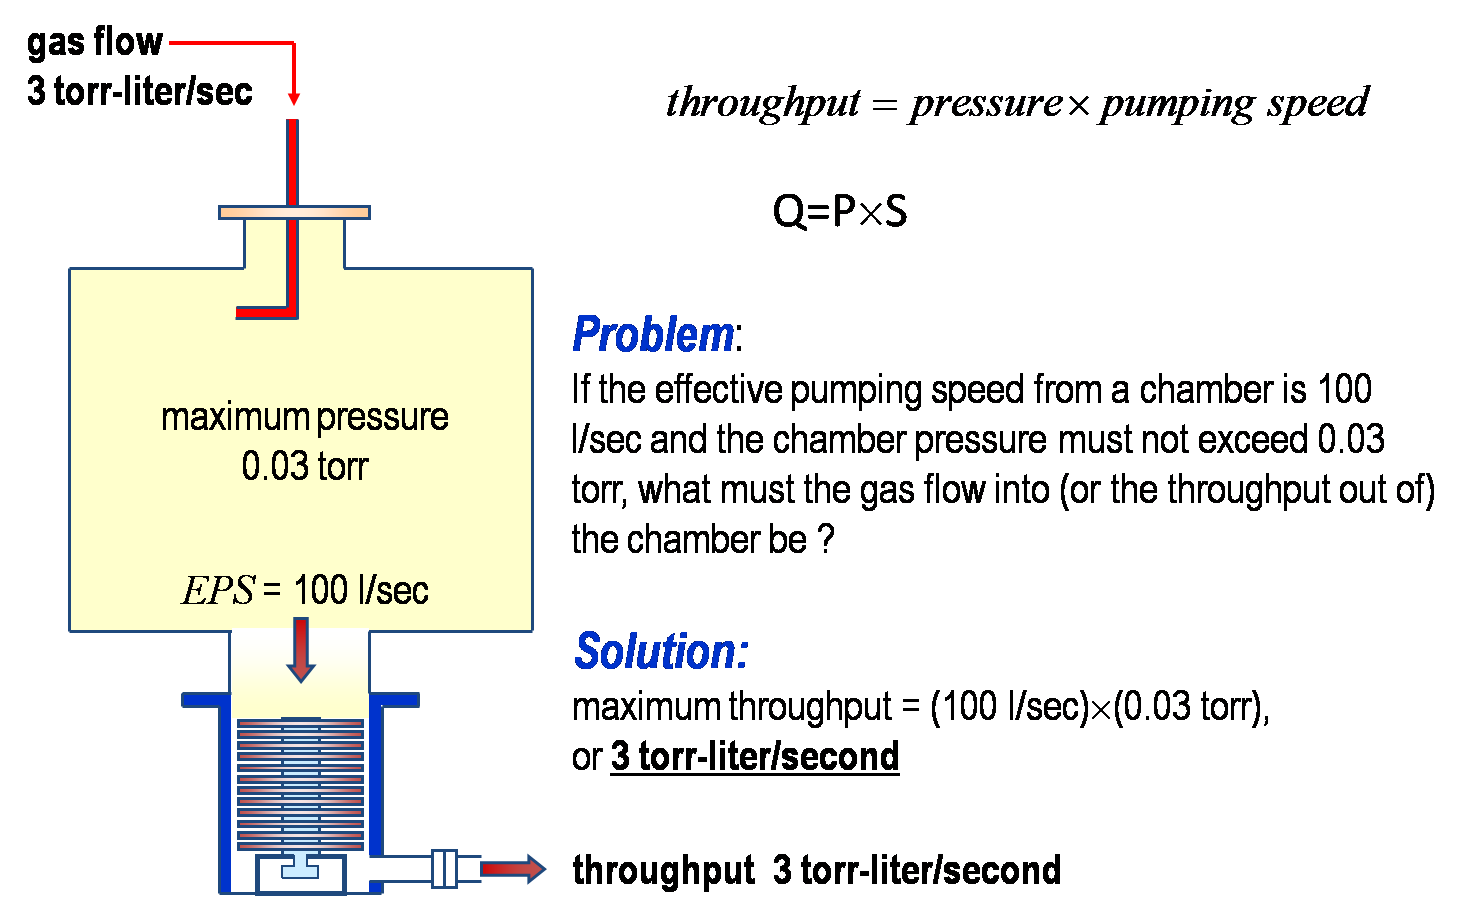 gas flow
3 torr-liter/sec
throughput = pressure × pumping speed
Q=P×S
maximum pressure
0.03 torr
EPS = 100 l/sec
Problem:
If the effective pumping speed from a chamber is 100
l/sec and the chamber pressure must not exceed 0.03
torr, what must the gas flow into (or the throughput out of)
the chamber be ?
Solution:
maximum throughput = (100 l/sec)×(0.03 torr),
or 3 torr-liter/second
throughput 3 torr-liter/second